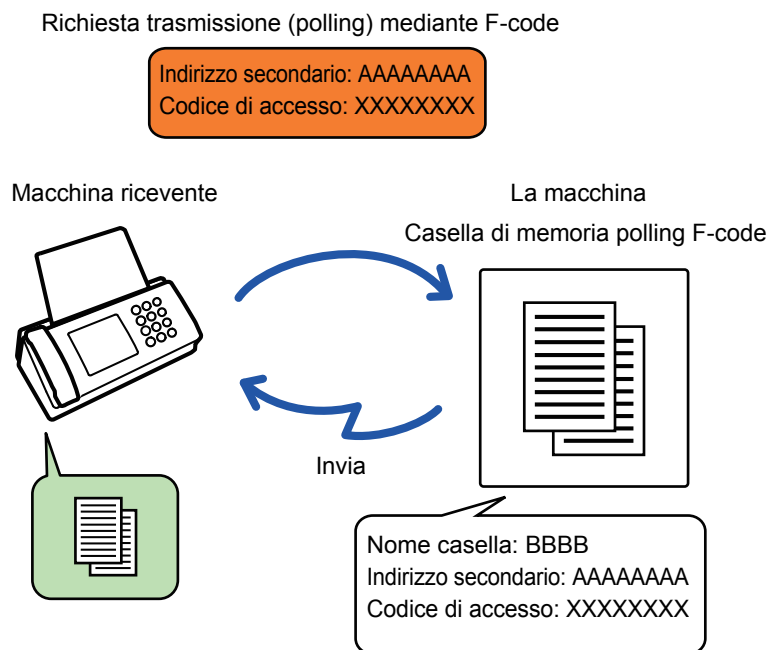 Richiesta trasmissione (polling) mediante F-code
Indirizzo secondario: AAAAAAAA
Codice di accesso: XXXXXXXX
Macchina ricevente
La macchina
Casella di memoria polling F-code
Invia
Nome casella: BBBB
Indirizzo secondario: AAAAAAAA
Codice di accesso: XXXXXXXX